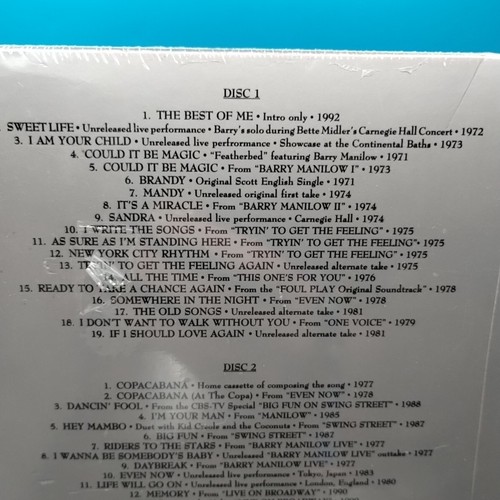 DISC 1
1. THE BEST OF ME • Intro only • 1992
SWEET LIFE • Unreleased live performance • Barry's solo during Bette Midler's Carnegie Hall Concert • 1972
3. I AM YOUR CHILD • Unreleased live performance • Showcase at the Continental Baths • 1973
4. 'COULD IT BE MAGIC • "Featherbed" featuring Barry Manilow • 1971
5. COULD IT BE MAGIC • From "BARRY MANILOW I" • 1973
6. BRANDY • Original Scott English Single • 1971
7. MANDY • Unreleased original first take • 1974
8. IT'S A MIRACLE • From "BARRY MANILOW II" • 1974
9. SANDRA • Unreleased live performance • Carnegie Hall • 1974
10. I WRITE THE SONGS • From "TRYIN' TO GET THE FEELING" • 1975
11. AS SURE AS I'M STANDING HERE • From "TRYIN' TO GET THE FEELING" • 1975
12. NEW YORK CITY RHYTHM • From "TRYIN' TO GET THE FEELING" • 1975
13. TRYIN' TO GET THE FEELING AGAIN • Unreleased alternate take • 1975
14. ALL THE TIME • From "THIS ONE'S FOR YOU" • 1976
15. READY TO TAKE A CHANCE AGAIN • From the "FOUL PLAY Original Soundtrack" • 1978
16. SOMEWHERE IN THE NIGHT • From "EVEN NOW" • 1978
17. THE OLD SONGS • Unreleased alternate take • 1981
18. I DON'T WANT TO WALK WITHOUT YOU • From "ONE VOICE" • 1979
19. IF I SHOULD LOVE AGAIN • Unreleased alternate take • 1981
DISC 2
1. COPACABANA • Home cassette of composing the song • 1977
2. COPACABANA (At The Copa) • From "EVEN NOW" • 1978
3. DANCIN' FOOL • From the CBS-TV Special "BIG FUN ON SWING STREET" • 1988
4. I'M YOUR MAN • From "MANILOW" • 1985
5. HEY MAMBO • Duet with Kid Creole and the Coconuts • From "SWING STREET" • 1987
6. BIG FUN • From "SWING STREET" • 1987
7. RIDERS TO THE STARS • From "BARRY MANILOW LIVE" • 1977
8. I WANNA BE SOMEBODY'S BABY • Unreleased "BARRY MANILOW LIVE" outtake • 1977
9. DAYBREAK • From "BARRY MANILOW LIVE" • 1977
10. EVEN NOW • Unreleased live performance • Tokyo, Japan • 1983
11. LIFE WILL GO ON • Unreleased live performance • London, England • 1980
12. MEMORY • From "LIVE ON BROADWAY" • 1990